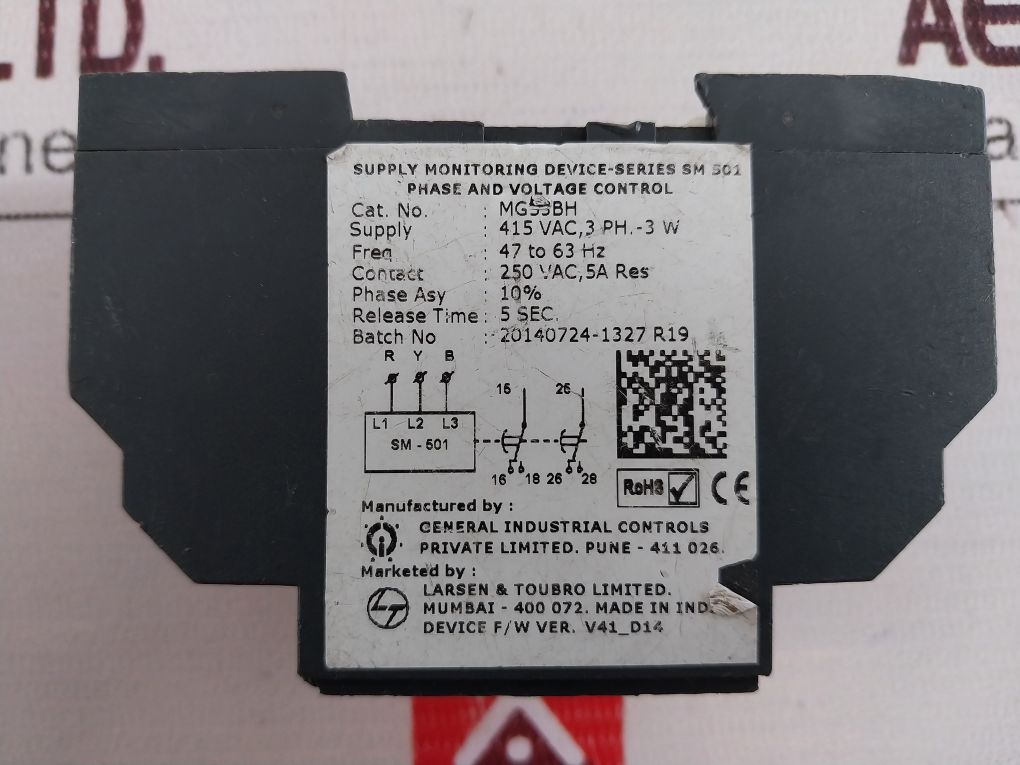 LTD.
SUPPLY MONITORING DEVICE-SERIES SM 501
PHASE AND VOLTAGE CONTROL
Cat. No. :
Supply : 415 VAC,3 PH.-3 W
Freq : 47 to 63 Hz
Contact : 250 VAC,5A Res
Phase Asy : 10%
Release Time : 5 SEC.
Batch No : 20140724-1327 R19
R Y B
L1 L2 L3
SM - 501
16 26
16 18 26 28
RoHS CE
Manufactured by :
GENERAL INDUSTRIAL CONTROLS
PRIVATE LIMITED. PUNE - 411 026.
Marketed by :
LARSEN & TOUBRO LIMITED.
MUMBAI - 400 072. MADE IN IND
DEVICE F/W VER. V41_D14